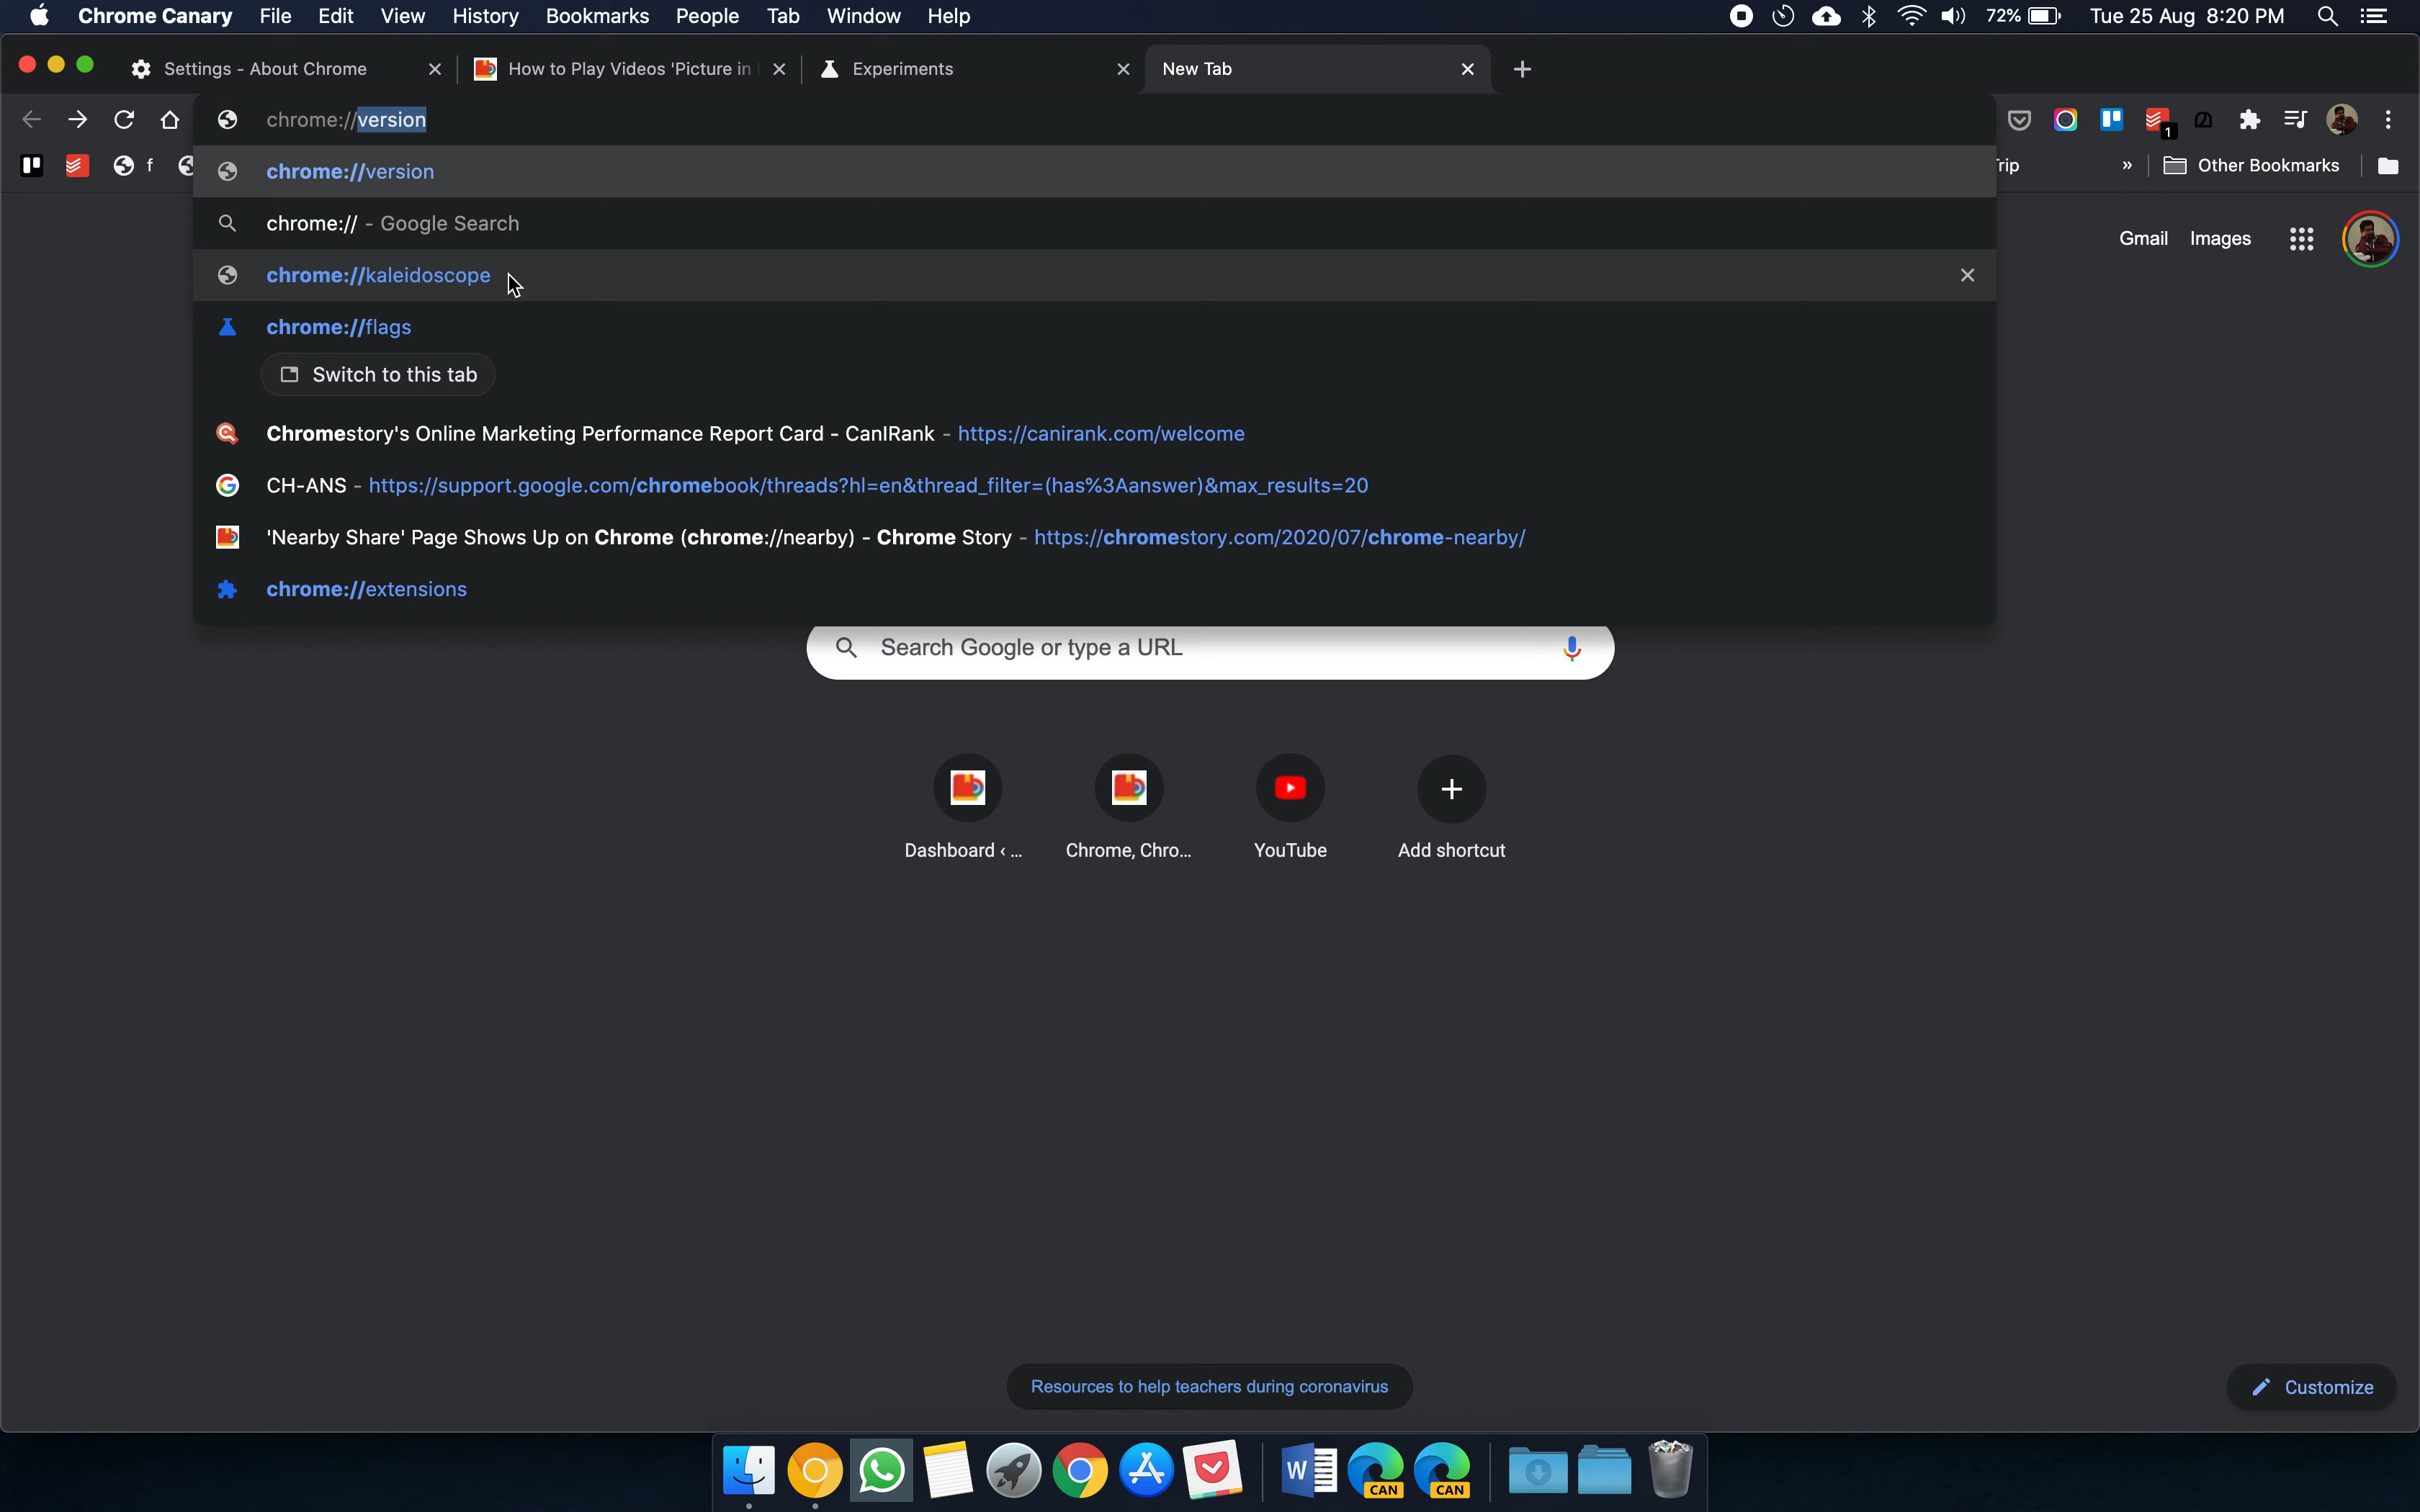 Chrome Canary File Edit View History Bookmarks People Tab Window Help 72% Tue 25 Aug 8:20 PM
Settings - About Chrome How to Play Videos 'Picture in Experiments New Tab
chrome://version 1
f Other Bookmarks
chrome://version
chrome:// - Google Search Gmail Images
chrome://kaleidoscope
chrome://flags
Switch to this tab
Chromestory's Online Marketing Performance Report Card - CanIRank - https://canirank.com/welcome
CH-ANS - https://support.google.com/chromebook/threads?hl=en&thread_filter=(has%3Aanswer)&max_results=20
'Nearby Share' Page Shows Up on Chrome (chrome://nearby) - Chrome Story - https://chromestory.com/2020/07/chrome-nearby/
chrome://extensions
Search Google or type a URL
Dashboard ‹ ... Chrome, Chro... YouTube Add shortcut
Resources to help teachers during coronavirus Customize
W CAN CAN